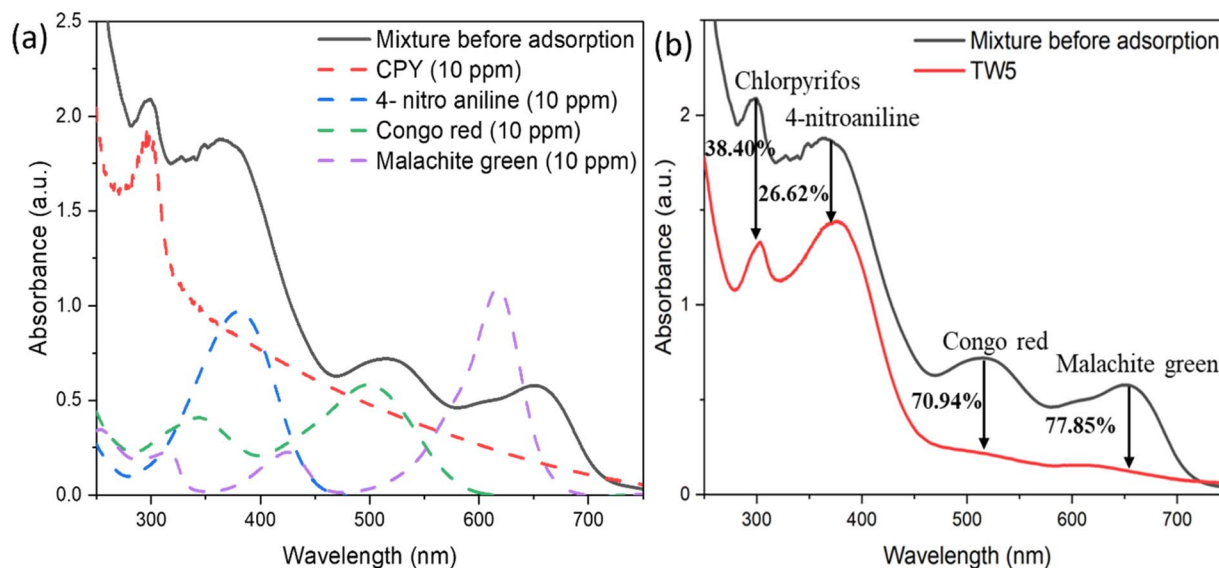 (a)
Mixture before adsorption
CPY (10 ppm)
4- nitro aniline (10 ppm)
Congo red (10 ppm)
Malachite green (10 ppm)
2.5
2.0
1.5
1.0
0.5
0.0
Absorbance (a.u.)
300
400
500
600
700
Wavelength (nm)
(b)
Mixture before adsorption
TW5
Chlorpyrifos
4-nitroaniline
38.40%
26.62%
Congo red
Malachite green
70.94%
77.85%
2
1
0
Absorbance (a.u.)
300
400
500
600
700
Wavelength (nm)